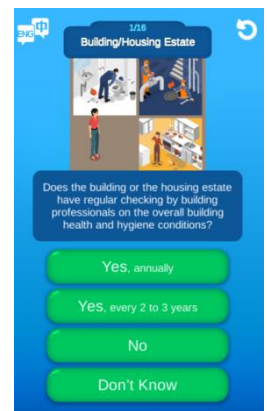 ENG 中
1/16
Building/Housing Estate
Does the building or the housing estate
have regular checking by building
professionals on the overall building
health and hygiene conditions?
Yes, annually
Yes, every 2 to 3 years
No
Don't Know